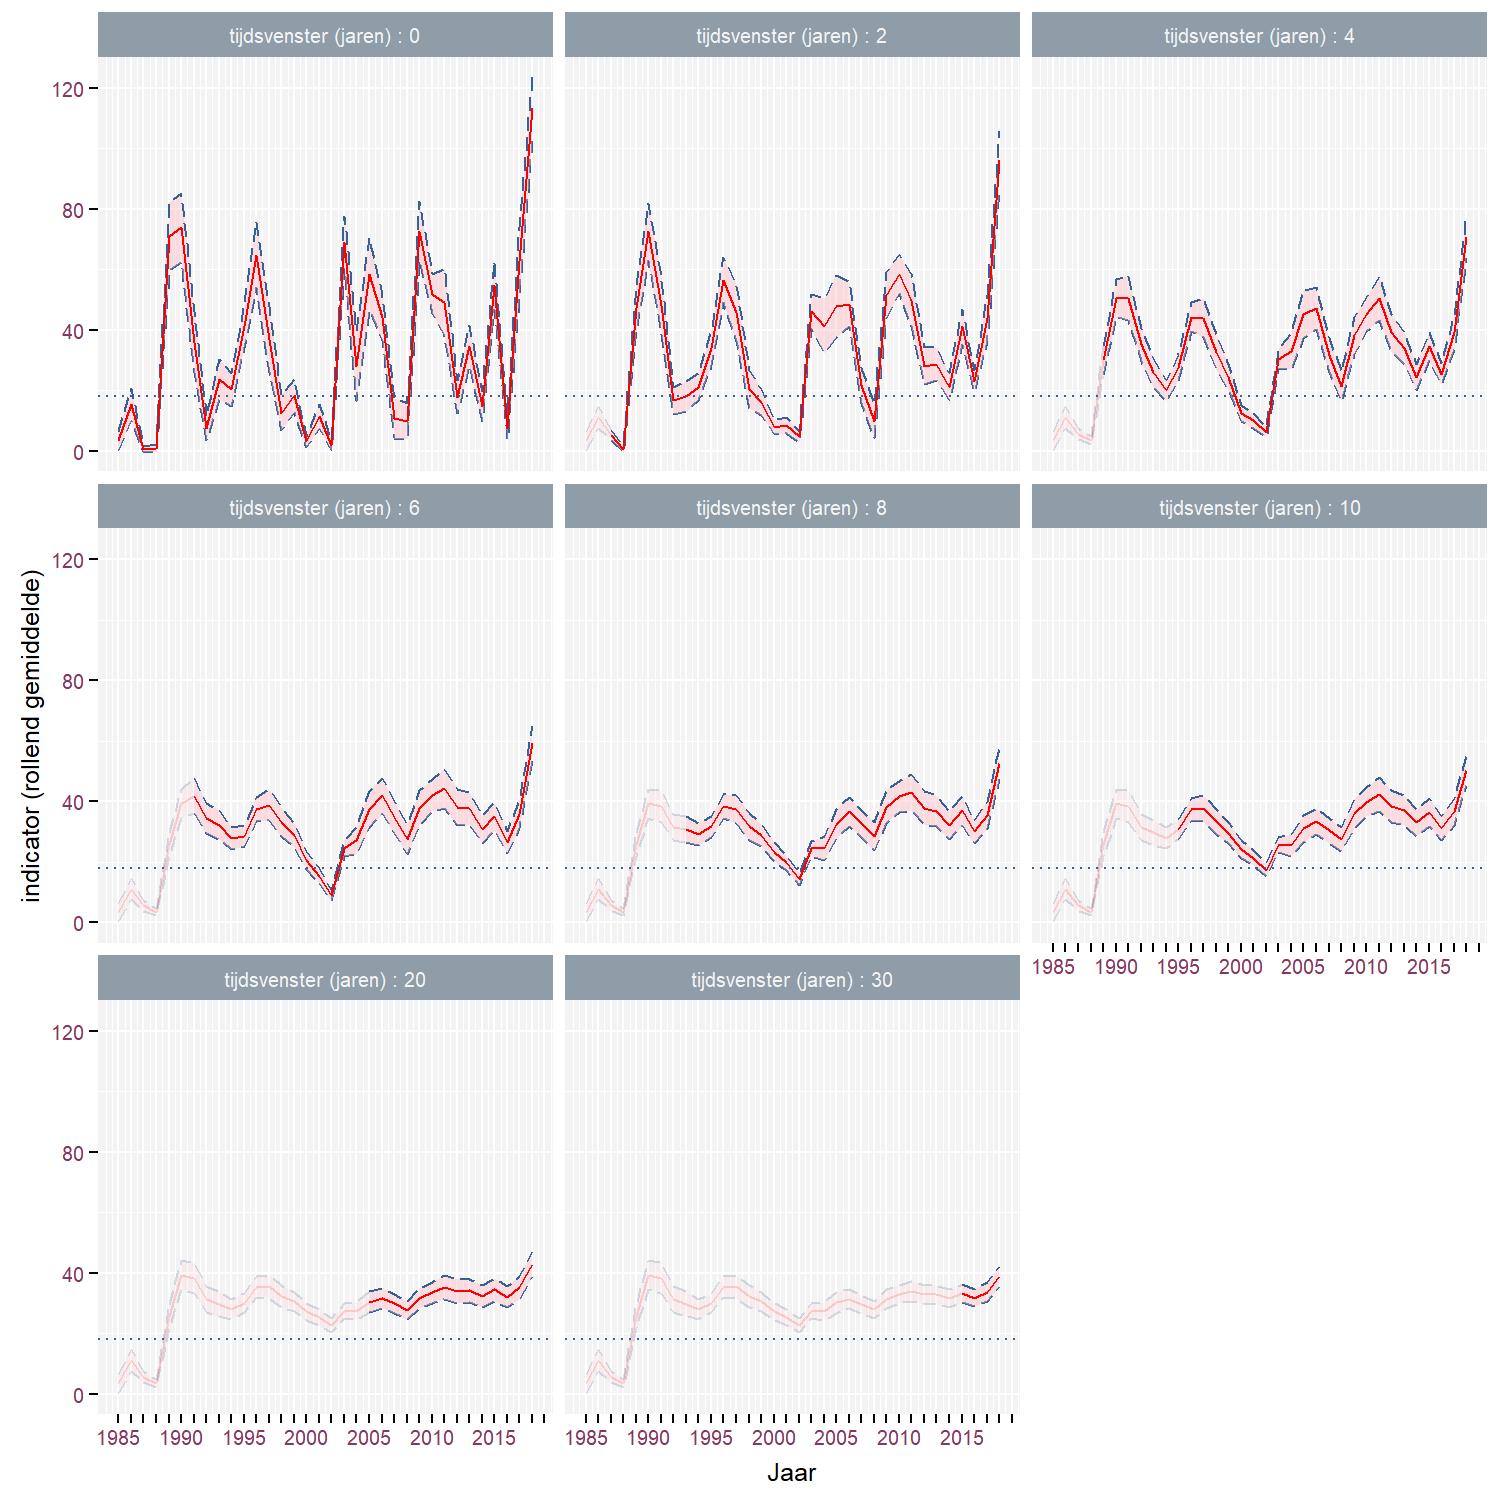 tijdsvenster (jaren) : 0
tijdsvenster (jaren) : 2
tijdsvenster (jaren) : 4
120
80
40
0
tijdsvenster (jaren) : 6
tijdsvenster (jaren) : 8
tijdsvenster (jaren) : 10
120
80
40
0
1985 1990 1995 2000 2005 2010 2015
tijdsvenster (jaren) : 20
tijdsvenster (jaren) : 30
120
80
40
0
1985 1990 1995 2000 2005 2010 2015
1985 1990 1995 2000 2005 2010 2015
indicator (rollend gemiddelde)
Jaar